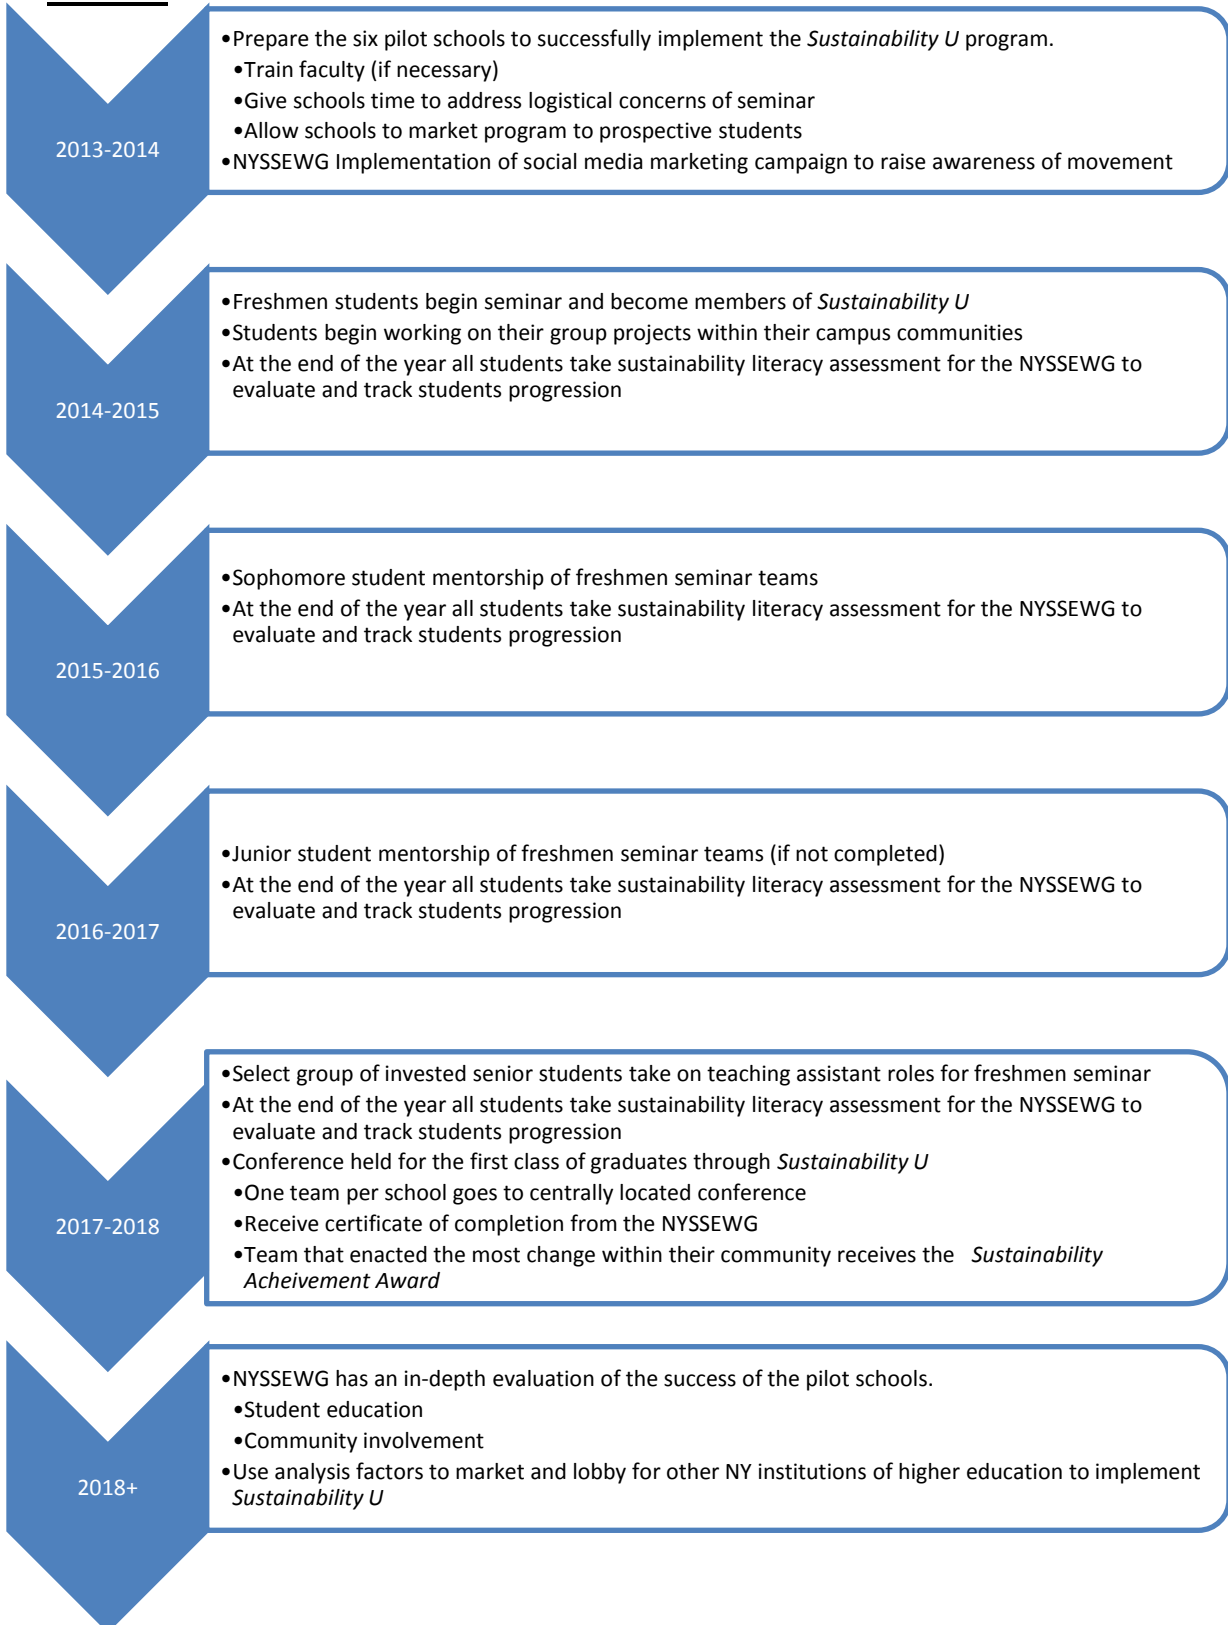 •Prepare the six pilot schools to successfully implement the Sustainability U program.
•Train faculty (if necessary)
•Give schools time to address logistical concerns of seminar
•Allow schools to market program to prospective students
•NYSSEWG Implementation of social media marketing campaign to raise awareness of movement
2013-2014
•Freshmen students begin seminar and become members of Sustainability U
•Students begin working on their group projects within their campus communities
•At the end of the year all students take sustainability literacy assessment for the NYSSEWG to
evaluate and track students progression
2014-2015
•Sophomore student mentorship of freshmen seminar teams
•At the end of the year all students take sustainability literacy assessment for the NYSSEWG to
evaluate and track students progression
2015-2016
•Junior student mentorship of freshmen seminar teams (if not completed)
•At the end of the year all students take sustainability literacy assessment for the NYSSEWG to
evaluate and track students progression
2016-2017
•Select group of invested senior students take on teaching assistant roles for freshmen seminar
•At the end of the year all students take sustainability literacy assessment for the NYSSEWG to
evaluate and track students progression
•Conference held for the first class of graduates through Sustainability U
•One team per school goes to centrally located conference
•Receive certificate of completion from the NYSSEWG
•Team that enacted the most change within their community receives the Sustainability
Acheivement Award
2017-2018
•NYSSEWG has an in-depth evaluation of the success of the pilot schools.
•Student education
•Community involvement
•Use analysis factors to market and lobby for other NY institutions of higher education to implement
Sustainability U
2018+